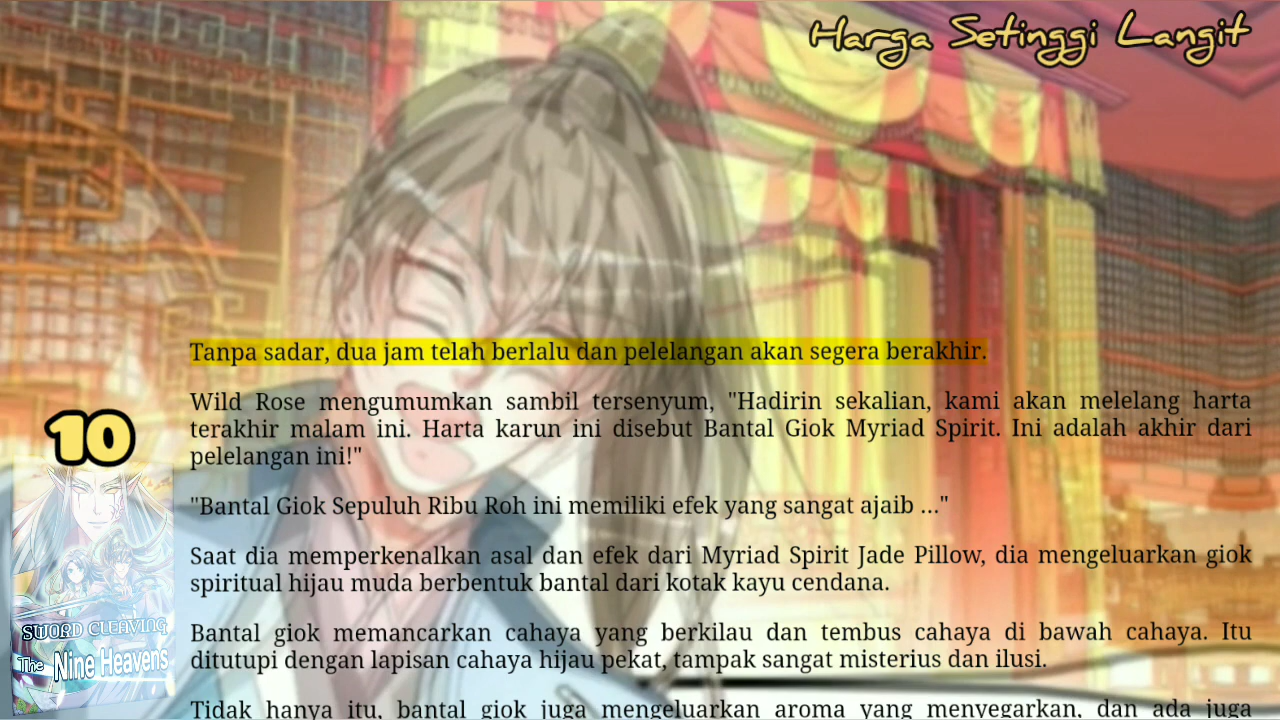 Harga Setinggi Langit
Tanpa sadar, dua jam telah berlalu dan pelelangan akan segera berakhir.
Wild Rose mengumumkan sambil tersenyum, "Hadirin sekalian, kami akan melelang harta
terakhir malam ini. Harta karun ini disebut Bantal Giok Myriad Spirit. Ini adalah akhir dari
pelelangan ini!"
10
"Bantal Giok Sepuluh Ribu Roh ini memiliki efek yang sangat ajaib ..."
Saat dia memperkenalkan asal dan efek dari Myriad Spirit Jade Pillow, dia mengeluarkan giok
spiritual hijau muda berbentuk bantal dari kotak kayu cendana.
Bantal giok memancarkan cahaya yang berkilau dan tembus cahaya di bawah cahaya. Itu
ditutupi dengan lapisan cahaya hijau pekat, tampak sangat misterius dan ilusi.
SWORD CLEAVING
The Nine Heavens
Tidak hanya itu, bantal giok juga mengeluarkan aroma yang menyegarkan, dan ada juga